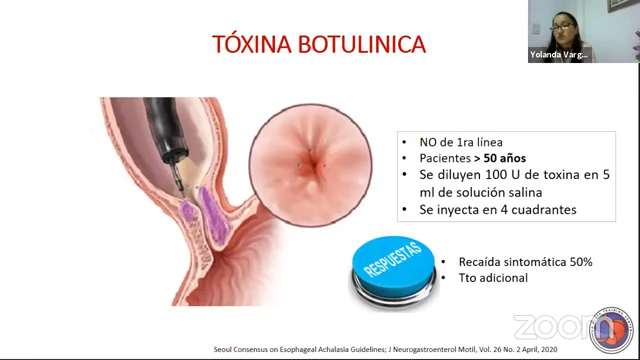 TÓXINA BOTULINICA
Yolanda Varg...
• NO de 1ra línea
• Pacientes > 50 años
• Se diluyen 100 U de toxina en 5
ml de solución salina
• Se inyecta en 4 cuadrantes
RESPUESTAS
• Recaída sintomática 50%
• Tto adicional
zoom
Seoul Consensus on Esophageal Achalasia Guidelines; J Neurogastroenterol Motil, Vol. 26 No. 2 April, 2020